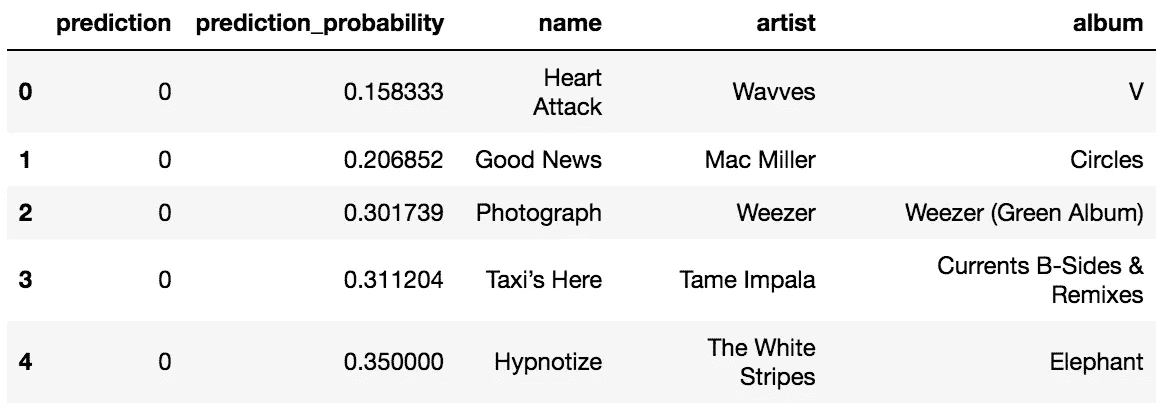 prediction prediction_probability name artist album
0 0 0.158333 Heart Attack Wavves V
1 0 0.206852 Good News Mac Miller Circles
2 0 0.301739 Photograph Weezer Weezer (Green Album)
3 0 0.311204 Taxi’s Here Tame Impala Currents B-Sides & Remixes
4 0 0.350000 Hypnotize The White Stripes Elephant